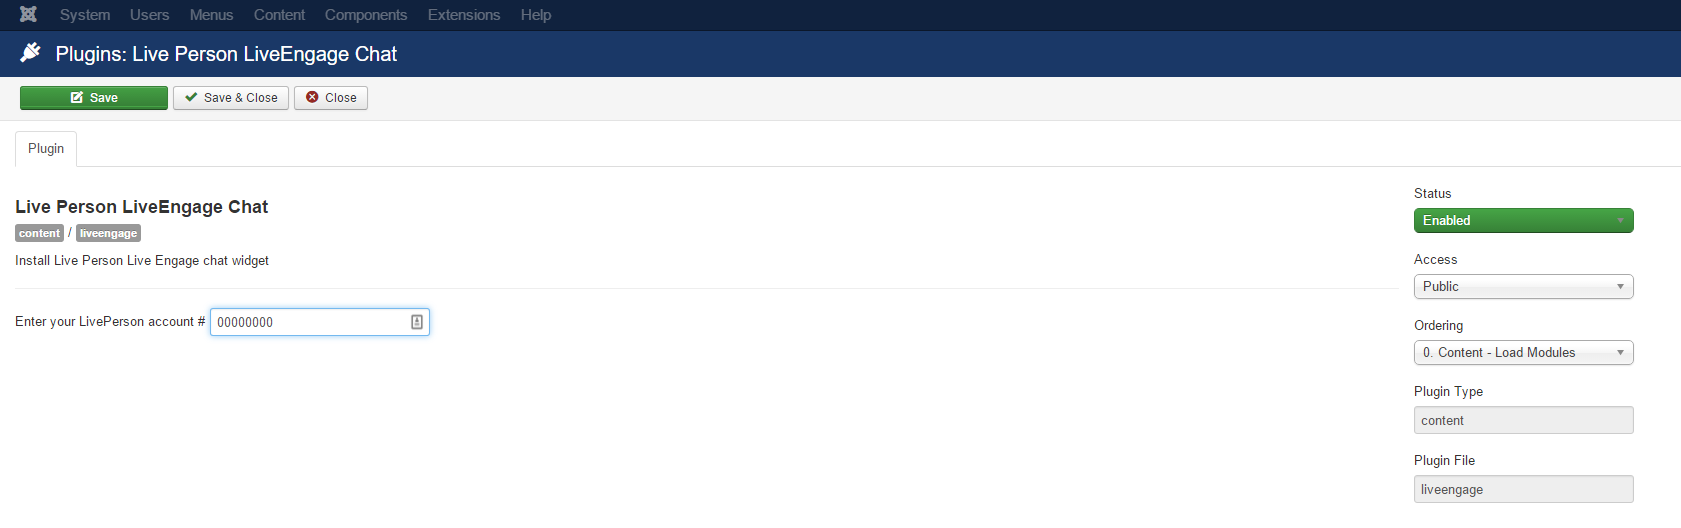 System Users Menus Content Components Extensions Help
Plugins: Live Person LiveEngage Chat
Save Save & Close Close
Plugin
Live Person LiveEngage Chat
content / liveengage
Install Live Person Live Engage chat widget
Enter your LivePerson account # 00000000
Status
Enabled
Access
Public
Ordering
0. Content - Load Modules
Plugin Type
content
Plugin File
liveengage